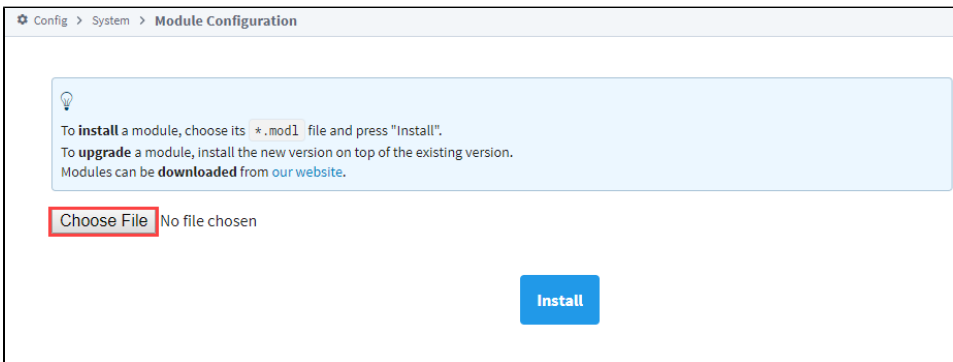 Config > System > Module Configuration
To install a module, choose its *.modl file and press "Install".
To upgrade a module, install the new version on top of the existing version.
Modules can be downloaded from our website.
Choose File No file chosen
Install